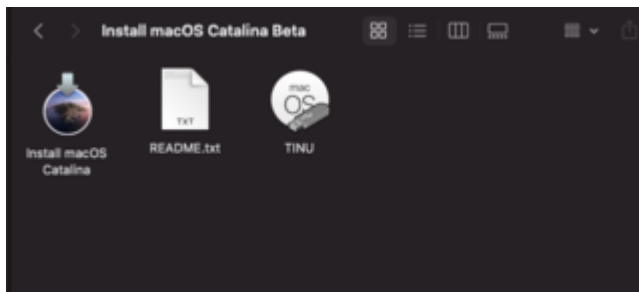 Install macOS Catalina Beta
TXT
mac
OS
Install macOS
Catalina
README.txt
TINU